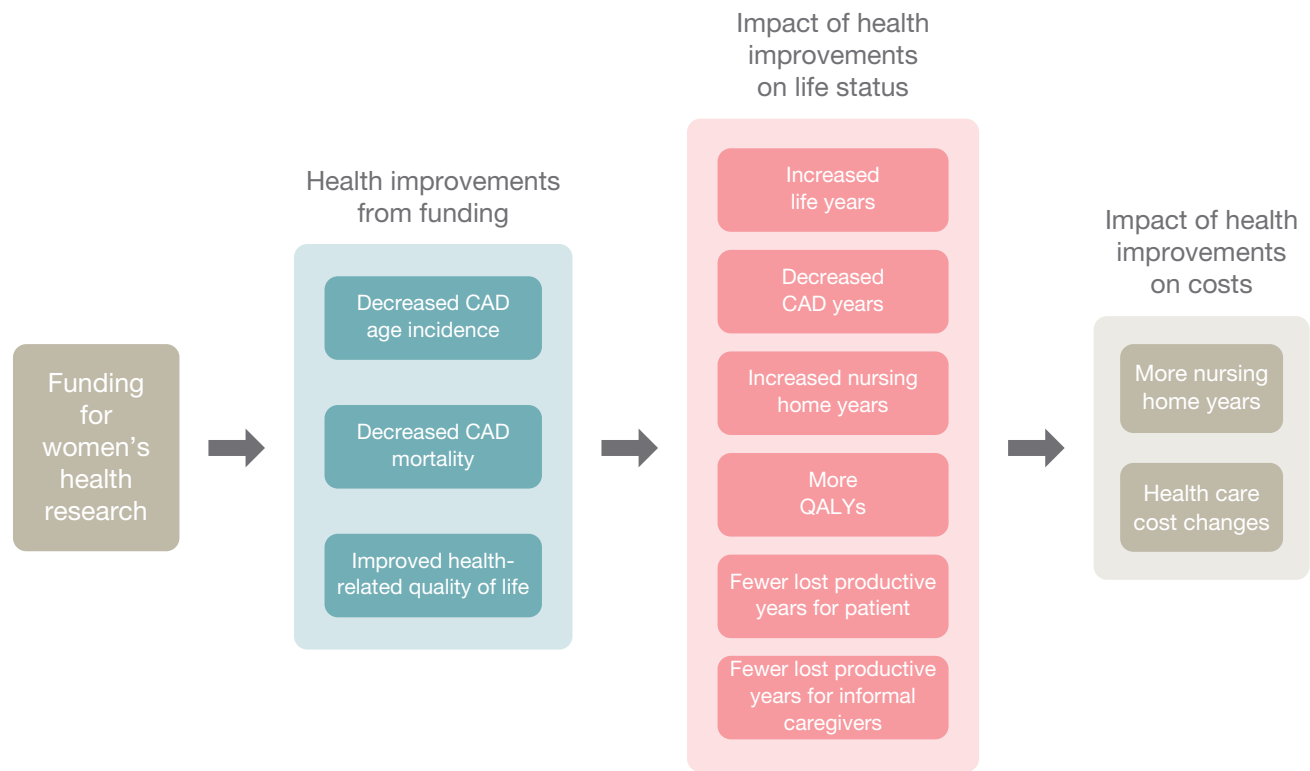 Funding
for
women's
health
research
Health improvements
from funding
Decreased CAD
age incidence
Decreased CAD
mortality
Improved health-
related quality of life
Impact of health
improvements
on life status
Increased
life years
Decreased
CAD years
Increased nursing
home years
More
QALYs
Fewer lost productive
years for patient
Fewer lost productive
years for informal
caregivers
Impact of health
improvements
on costs
More nursing
home years
Health care
cost changes